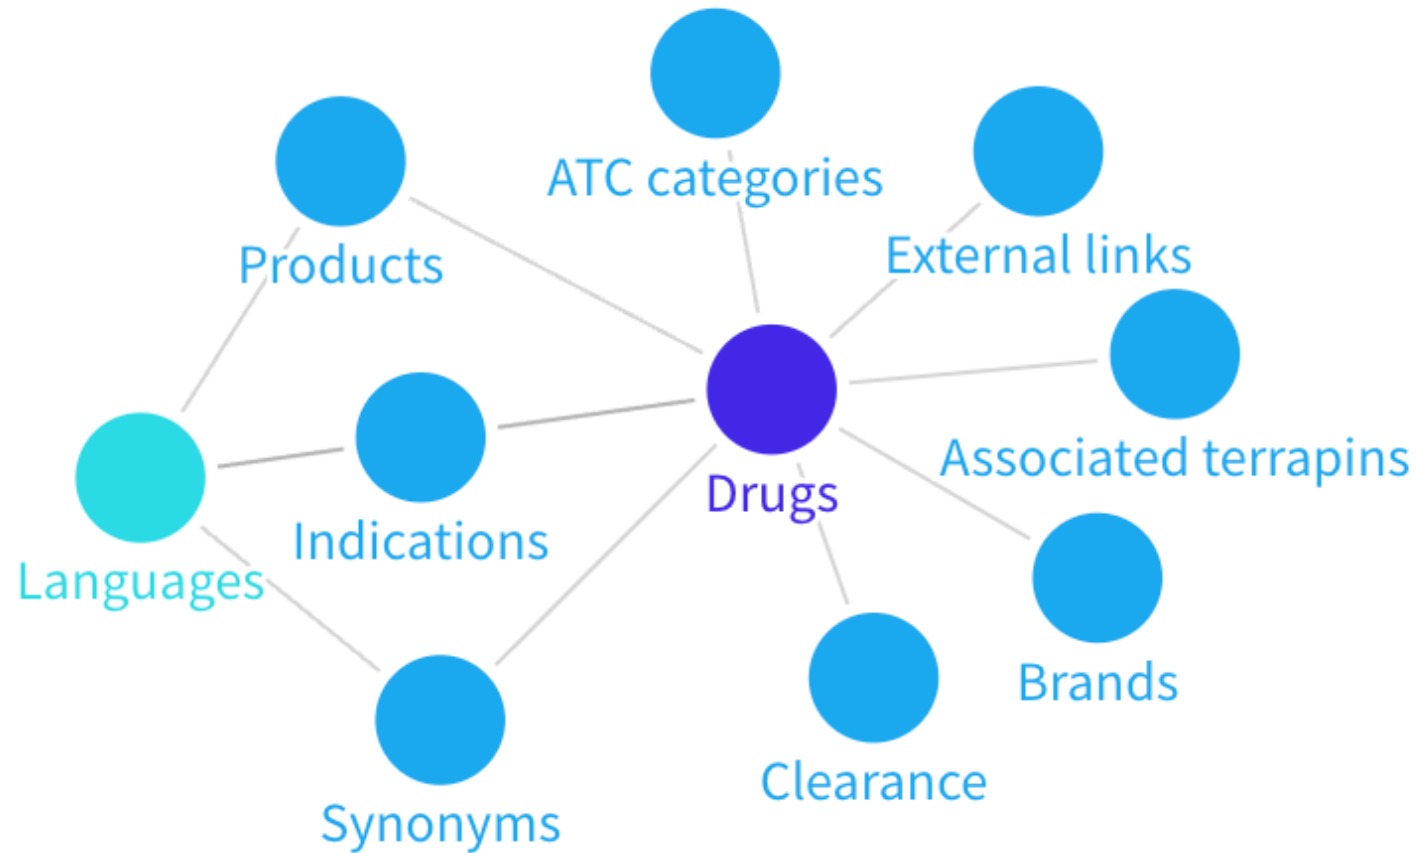 ATC categories
External links
Products
Associated terrapins
Drugs
Indications
Languages
Brands
Clearance
Synonyms